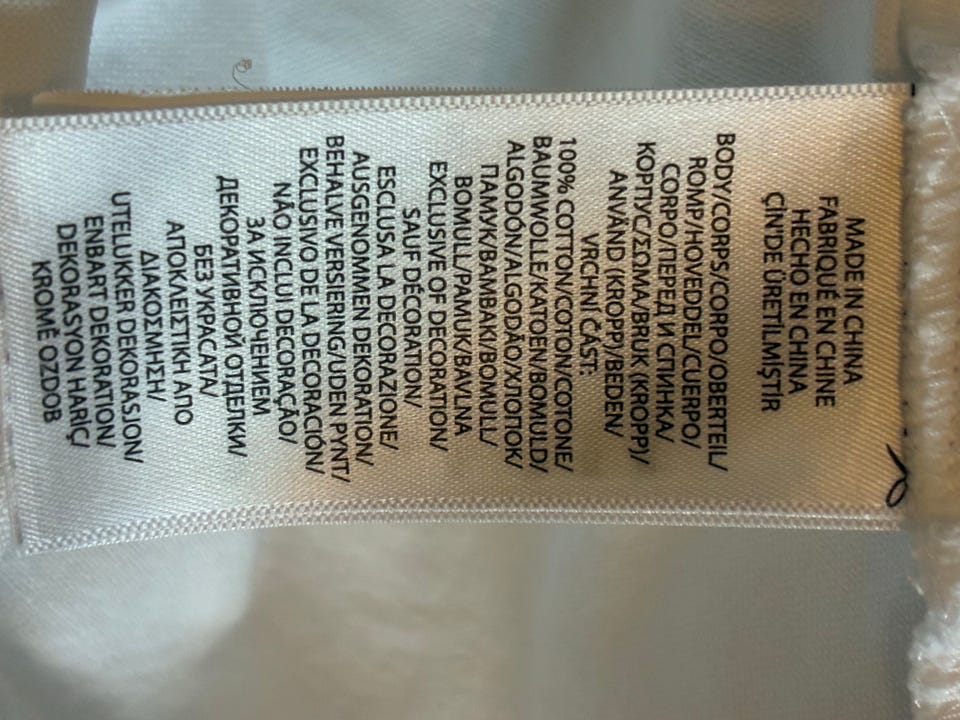 MADE IN CHINA
FABRIQUÉ EN CHINE
HECHO EN CHINA
ÇİN'DE ÜRETİLMİŞTİR
BODY/CORPS/CORPO/OBERTEIL/
ROMP/HOVEDDEL/CUERPO/
CORPO/ПЕРЕД И СПИНКА/
КОРПУС/ΣΩΜΑ/BRUK (KROPP)/
ANVÄND (KROPP)/BEDEN/
VRCHNÍ ČÁST:
100% COTTON/COTON/COTONE/
BAUMWOLLE/KATOEN/BOMULD/
ALGODÓN/ALGODÃO/ХЛОПОК/
ПАМУК/ΒΑΜΒΑΚΙ/BOMULL/
BOMULL/PAMUK/BAVLNA
EXCLUSIVE OF DECORATION/
SAUF DÉCORATION/
ESCLUSA LA DECORAZIONE/
AUSGENOMMEN DEKORATION/
BEHALVE VERSIERING/UDEN PYNT/
EXCLUSIVO DE LA DECORACIÓN/
NÃO INCLUI DECORAÇÃO/
ЗА ИСКЛЮЧЕНИЕМ
ДЕКОРАТИВНОЙ ОТДЕЛКИ/
БЕЗ УКРАСАТА/
ΑΠΟΚΛΕΙΣΤΙΚΗ ΑΠΟ
ΔΙΑΚΟΣΜΗΣΗ/
UTELUKKER DEKORASJON/
ENBART DEKORATION/
DEKORASYON HARİÇ/
KROMĚ OZDOB